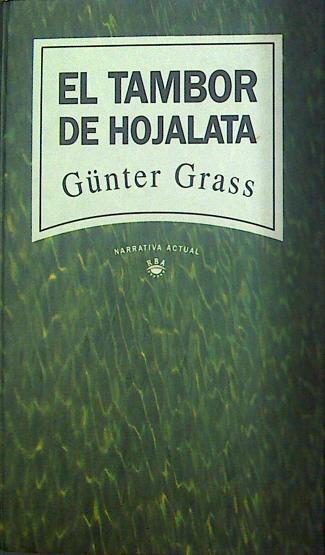 EL TAMBOR
DE HOJALATA
Günter Grass
NARRATIVA ACTUAL
RBA